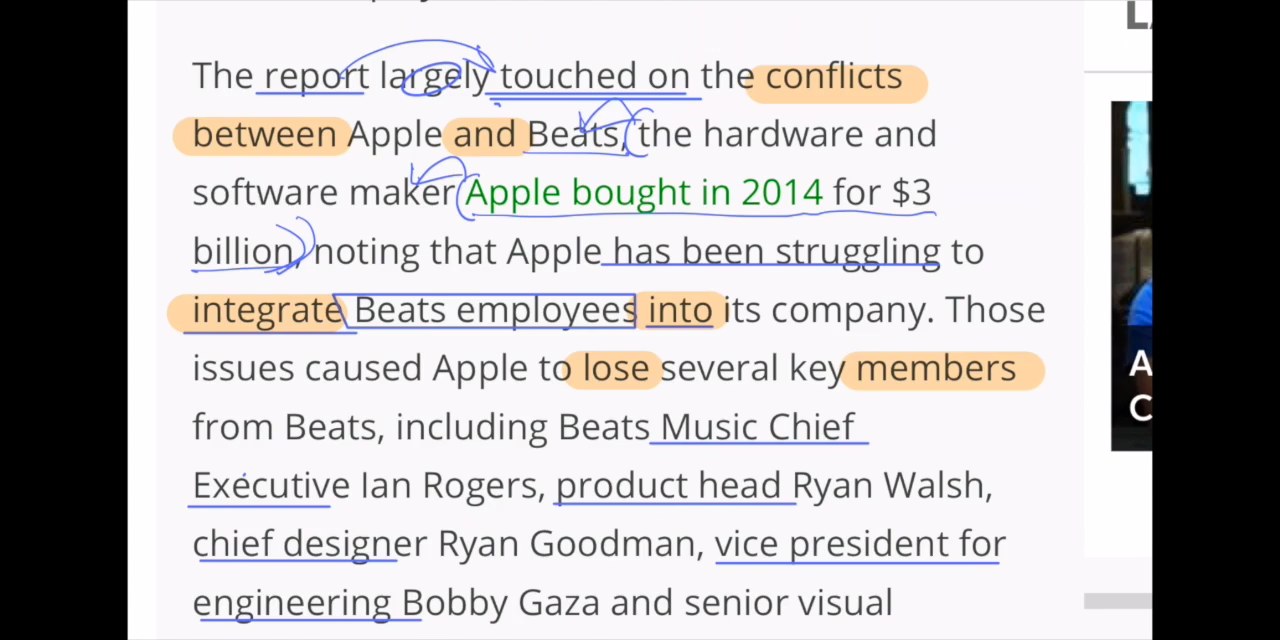 The report largely touched on the conflicts
between Apple and Beats, the hardware and
software maker Apple bought in 2014 for $3
billion, noting that Apple has been struggling to
integrate Beats employees into its company. Those
issues caused Apple to lose several key members
from Beats, including Beats Music Chief
Executive Ian Rogers, product head Ryan Walsh,
chief designer Ryan Goodman, vice president for
engineering Bobby Gaza and senior visual
A
C